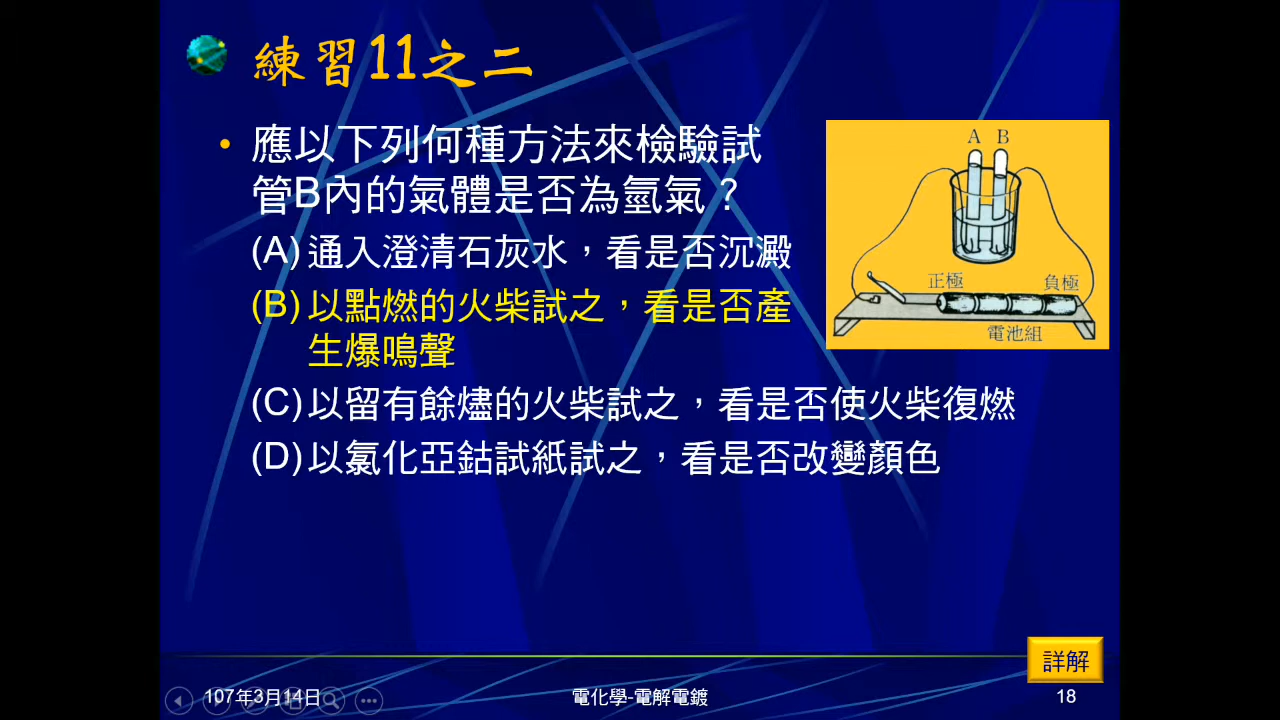 練習11之二
• 應以下列何種方法來檢驗試
管B內的氣體是否為氫氣？
(A)通入澄清石灰水，看是否沉澱
(B)以點燃的火柴試之，看是否產
生爆鳴聲
(C)以留有餘燼的火柴試之，看是否使火柴復燃
(D)以氯化亞鈷試紙試之，看是否改變顏色
A B
正極 負極
電池組
詳解
107年3月14日 電化學-電解電鍍 18